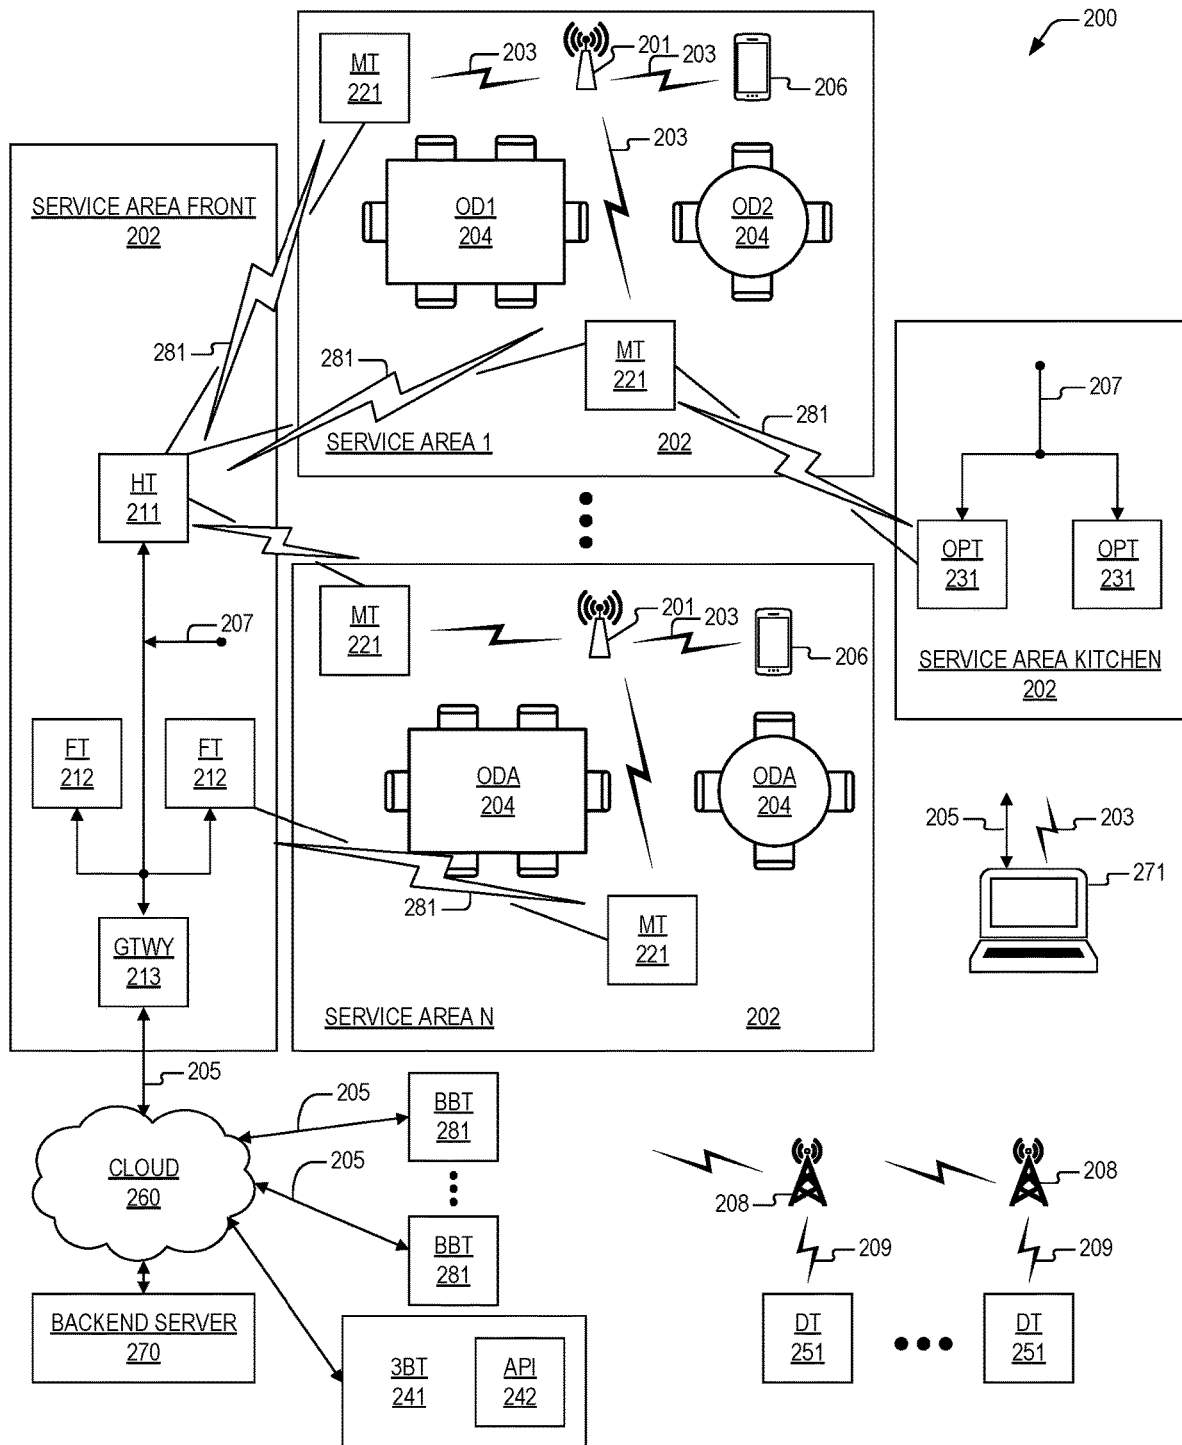 200
MT
221
203
201
203
206
203
SERVICE AREA FRONT
202
OD1
204
OD2
204
281
281
MT
221
281
207
SERVICE AREA 1
202
HT
211
OPT
231
OPT
231
MT
221
201
203
206
207
SERVICE AREA KITCHEN
202
FT
212
FT
212
ODA
204
ODA
204
205
203
271
281
MT
221
GTWY
213
SERVICE AREA N
202
205
205
BBT
281
CLOUD
260
205
208
208
BBT
281
209
209
BACKEND SERVER
270
3BT
241
API
242
DT
251
DT
251